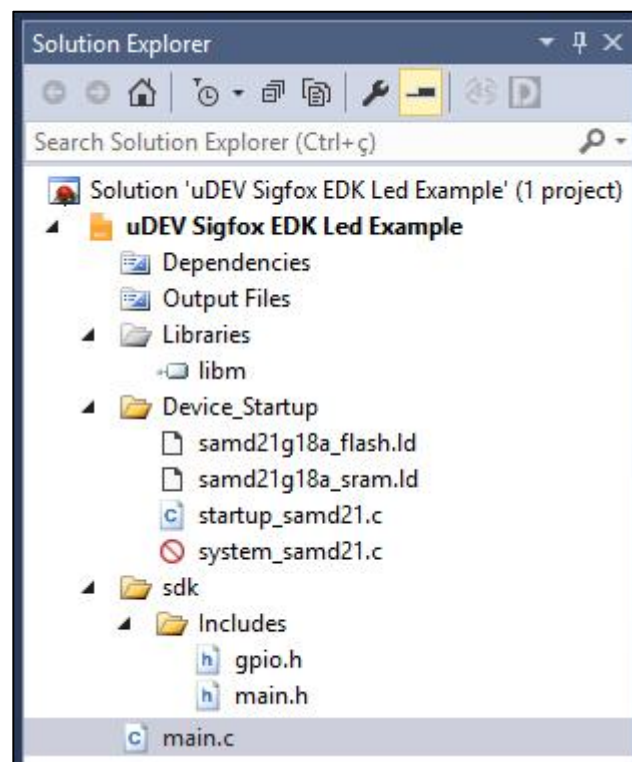 Solution Explorer
Search Solution Explorer (Ctrl+ç)
Solution 'uDEV Sigfox EDK Led Example' (1 project)
uDEV Sigfox EDK Led Example
Dependencies
Output Files
Libraries
libm
Device_Startup
samd21g18a_flash.ld
samd21g18a_sram.ld
startup_samd21.c
system_samd21.c
sdk
Includes
gpio.h
main.h
main.c